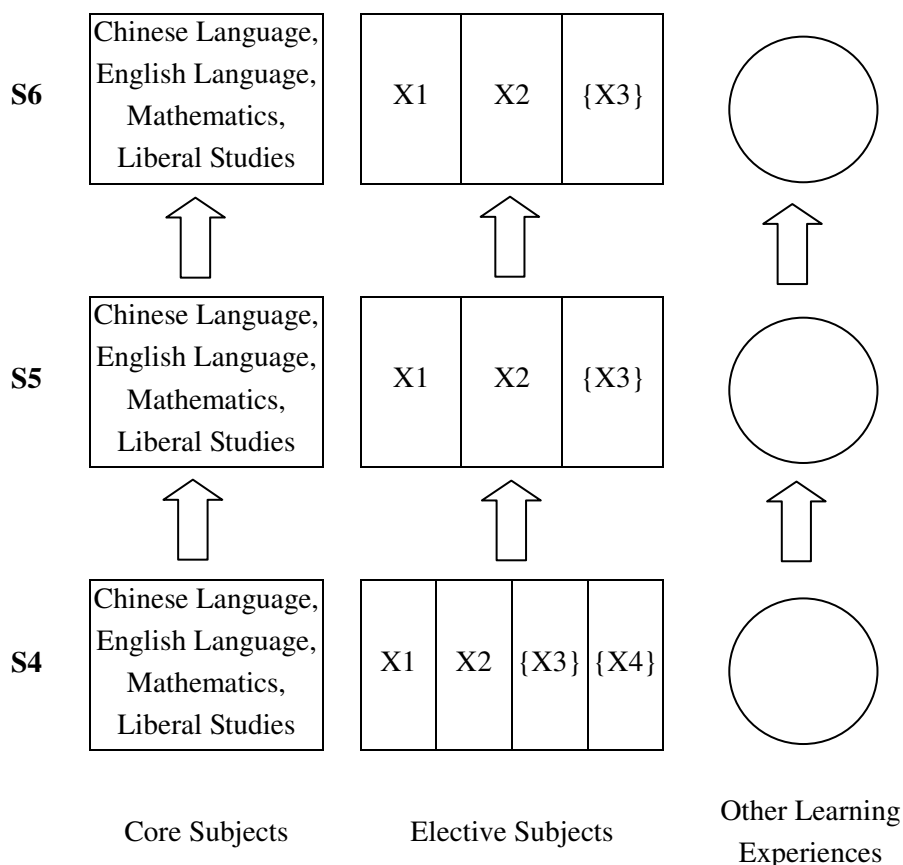 S6
Chinese Language,
English Language,
Mathematics,
Liberal Studies
X1
X2
{X3}
S5
Chinese Language,
English Language,
Mathematics,
Liberal Studies
X1
X2
{X3}
S4
Chinese Language,
English Language,
Mathematics,
Liberal Studies
X1
X2
{X3}
{X4}
Core Subjects
Elective Subjects
Other Learning
Experiences